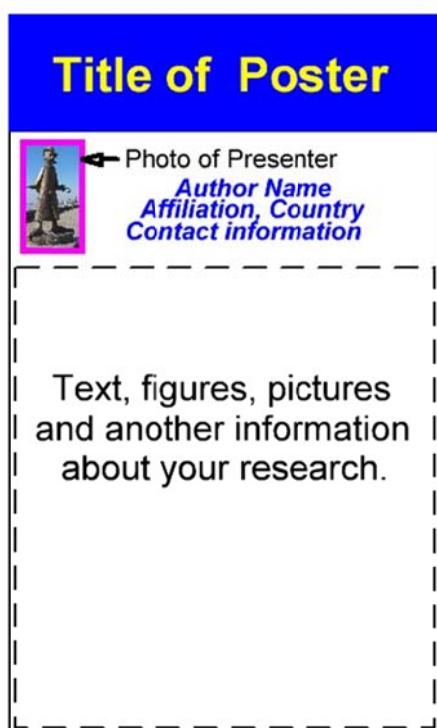 Title of Poster
Photo of Presenter
Author Name
Affiliation, Country
Contact information
Text, figures, pictures
and another information
about your research.